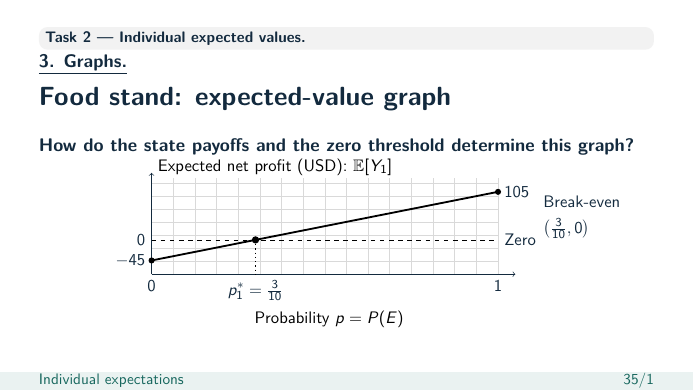 Task 2 — Individual expected values.
3. Graphs.
Food stand: expected-value graph
How do the state payoffs and the zero threshold determine this graph?
Expected net profit (USD): 𝔼[Y₁]
105
Break-even
(3/10, 0)
0
Zero
−45
0
p₁* = 3/10
1
Probability p = P(E)
Individual expectations
35/1